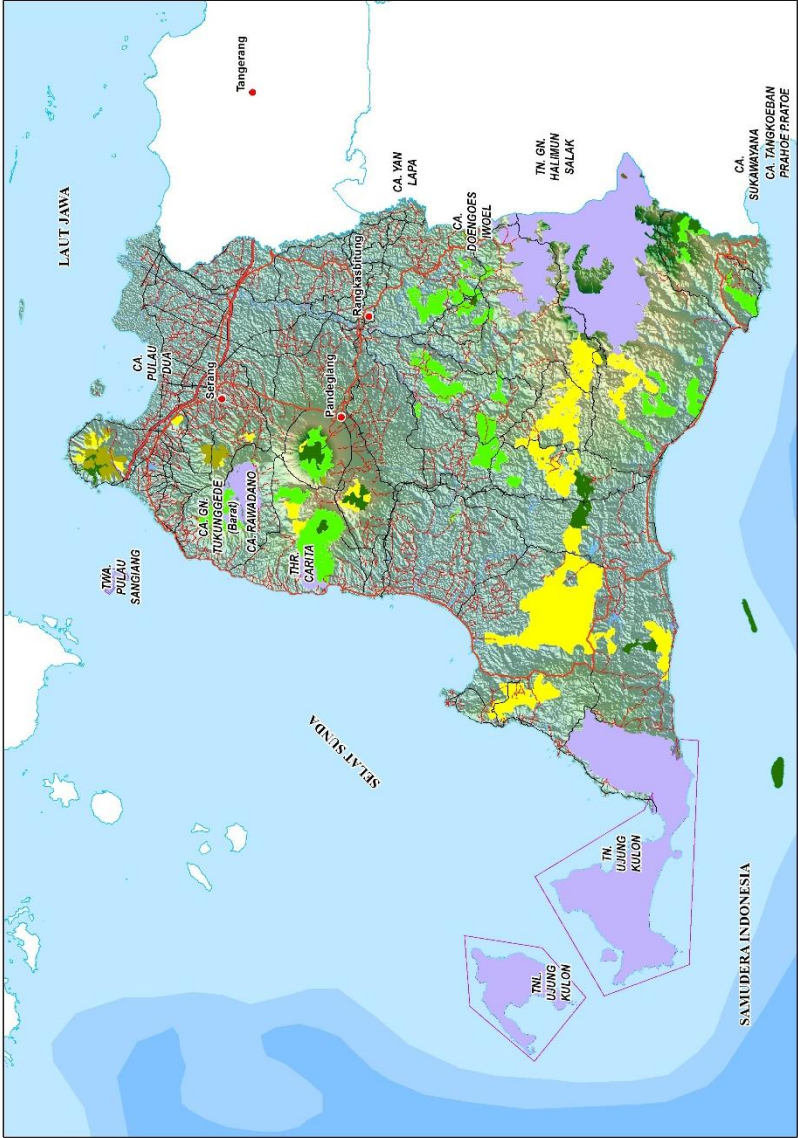 LAUT JAWA
TWA.
PULAU
SANGIANG
CA.
PULAU
DUA
Serang
Tangerang
CA. GN.
TUKUNGGEDE
(Barat)
CA. RAWADANO
THR.
CARITA
Pandeglang
Rangkasbitung
SELAT SUNDA
CA. YAN
LAPA
CA.
DOENGOES
IWOEL
TNL.
UJUNG
KULON
TN. GN.
HALIMUN
SALAK
TN.
UJUNG
KULON
SAMUDERA INDONESIA
CA.
SUKAWAYANA
CA. TANGKOEBAN
PRAHOE P.RATOE